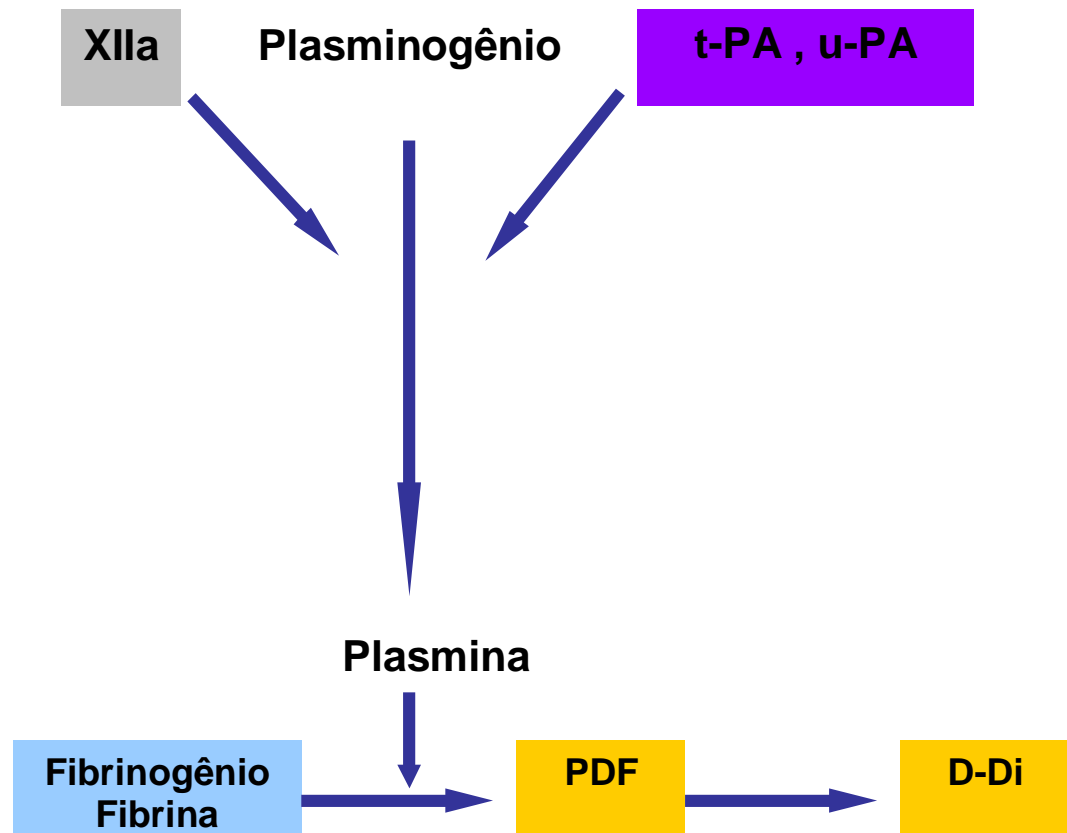 XIIa
Plasminogênio
t-PA , u-PA
Plasmina
Fibrinogênio
Fibrina
PDF
D-Di